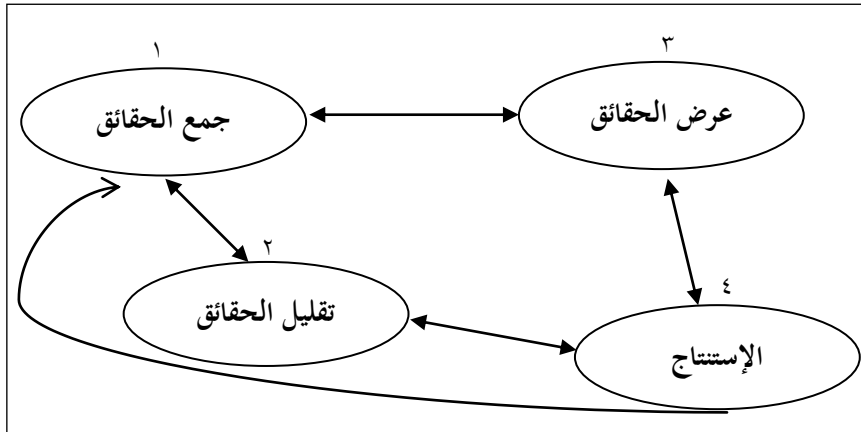 ١
جمع الحقائق
٣
عرض الحقائق
٢
تقليل الحقائق
٤
الإستنتاج